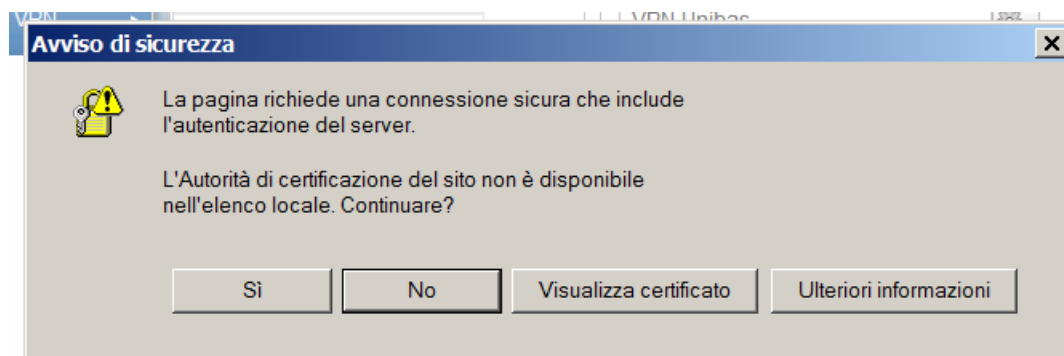 VPN
VPN Unibas
Avviso di sicurezza
La pagina richiede una connessione sicura che include
l'autenticazione del server.
L'Autorità di certificazione del sito non è disponibile
nell'elenco locale. Continuare?
Sì No Visualizza certificato Ulteriori informazioni